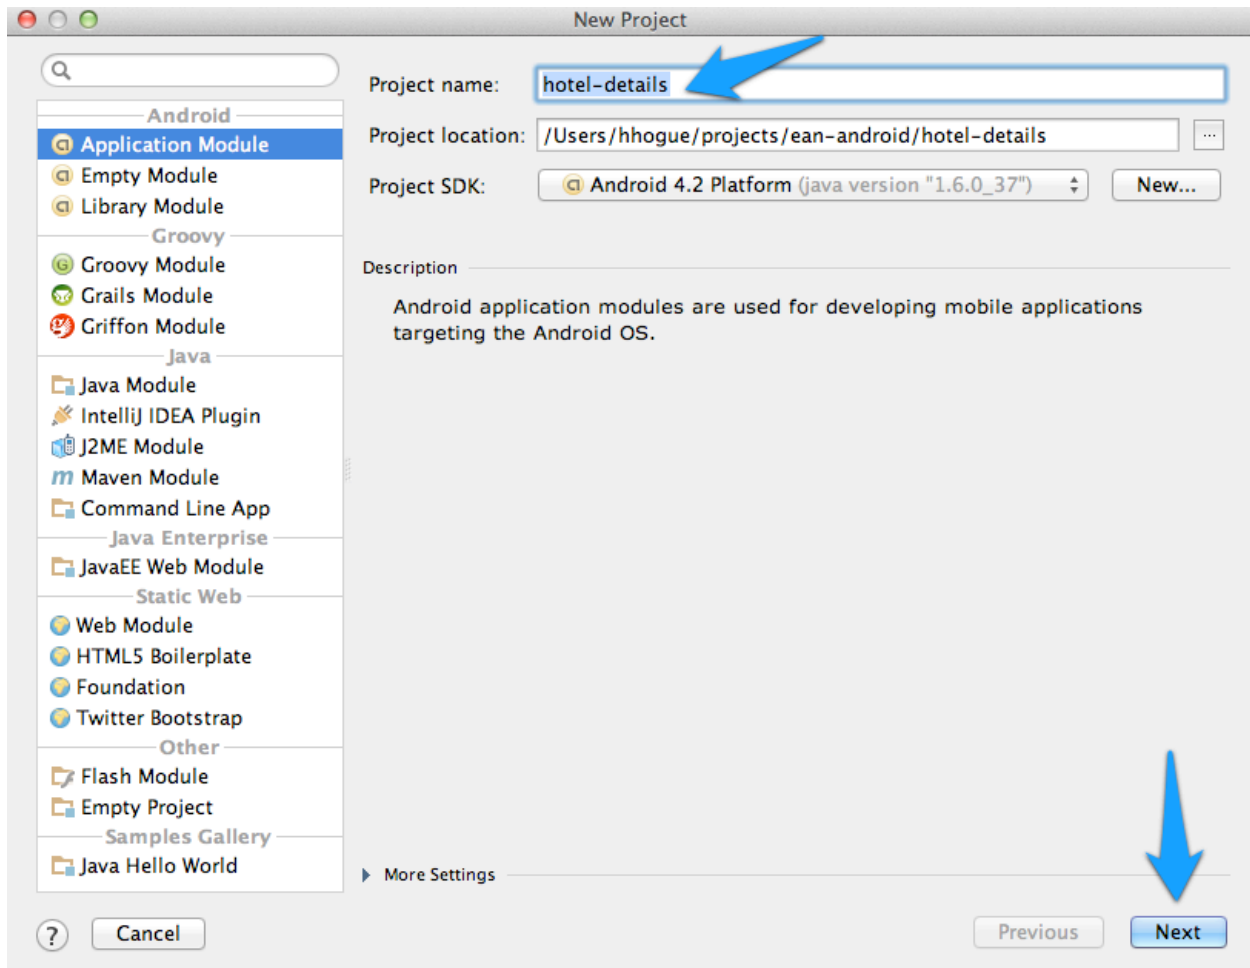 New Project
Android
Application Module
Empty Module
Library Module
Groovy
Groovy Module
Grails Module
Griffon Module
Java
Java Module
IntelliJ IDEA Plugin
J2ME Module
Maven Module
Command Line App
Java Enterprise
JavaEE Web Module
Static Web
Web Module
HTML5 Boilerplate
Foundation
Twitter Bootstrap
Other
Flash Module
Empty Project
Samples Gallery
Java Hello World
Project name: hotel-details
Project location: /Users/hhogue/projects/ean-android/hotel-details ...
Project SDK: Android 4.2 Platform (java version "1.6.0_37") New...
Description
Android application modules are used for developing mobile applications
targeting the Android OS.
More Settings
? Cancel Previous Next